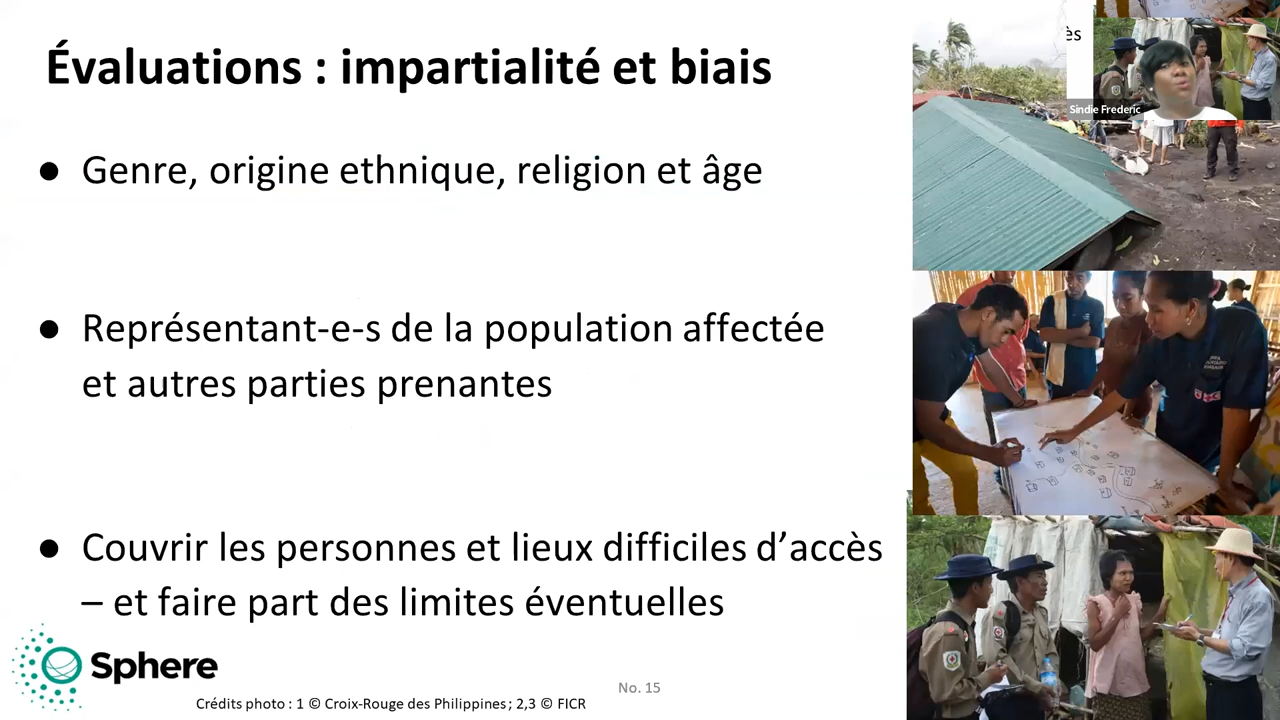 Évaluations : impartialité et biais
ès
Sindie Frederic
● Genre, origine ethnique, religion et âge
● Représentant-e-s de la population affectée
et autres parties prenantes
● Couvrir les personnes et lieux difficiles d’accès
– et faire part des limites éventuelles
Sphere
No. 15
Crédits photo : 1 © Croix-Rouge des Philippines ; 2,3 © FICR